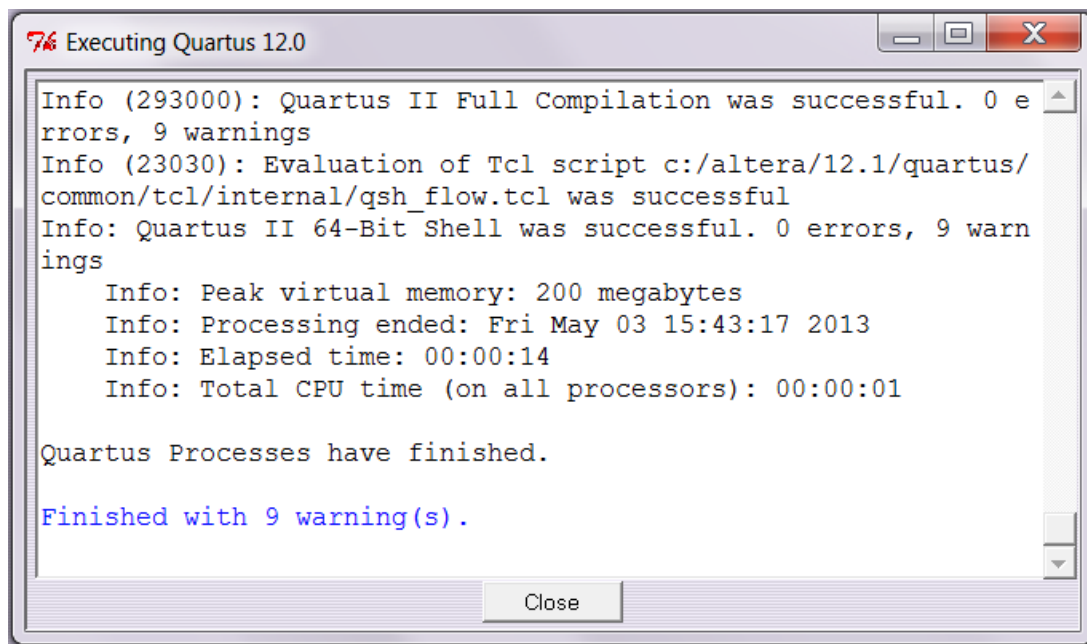 Executing Quartus 12.0
Info (293000): Quartus II Full Compilation was successful. 0 e
rrors, 9 warnings
Info (23030): Evaluation of Tcl script c:/altera/12.1/quartus/
common/tcl/internal/qsh_flow.tcl was successful
Info: Quartus II 64-Bit Shell was successful. 0 errors, 9 warn
ings
    Info: Peak virtual memory: 200 megabytes
    Info: Processing ended: Fri May 03 15:43:17 2013
    Info: Elapsed time: 00:00:14
    Info: Total CPU time (on all processors): 00:00:01
Quartus Processes have finished.
Finished with 9 warning(s).
Close